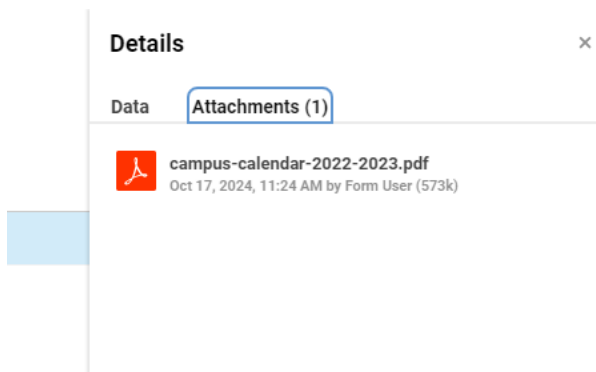 Details
Data
Attachments (1)
campus-calendar-2022-2023.pdf
Oct 17, 2024, 11:24 AM by Form User (573k)